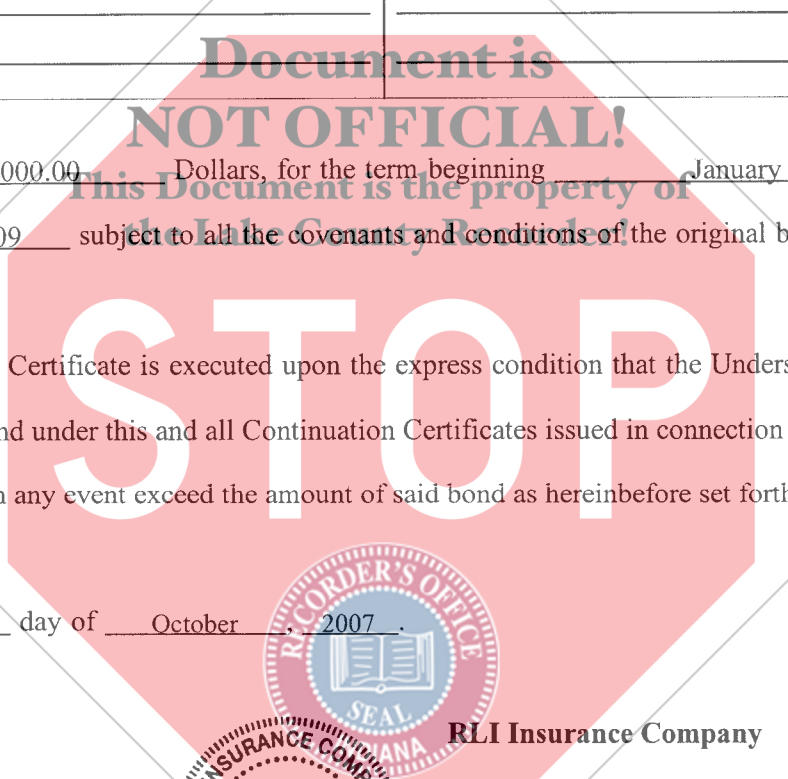 Document is
NOT OFFICIAL!
000.00 Dollars, for the term beginning January
This Document is the property of
09 subject to all the covenants and conditions of the original b
the Lake County Recorder!
STOP
Certificate is executed upon the express condition that the Unders
nd under this and all Continuation Certificates issued in connection
n any event exceed the amount of said bond as hereinbefore set forth
day of October, 2007.
RECORDER'S OFFICE
SEAL
INDIANA
RLI Insurance Company
INSURANCE COMP